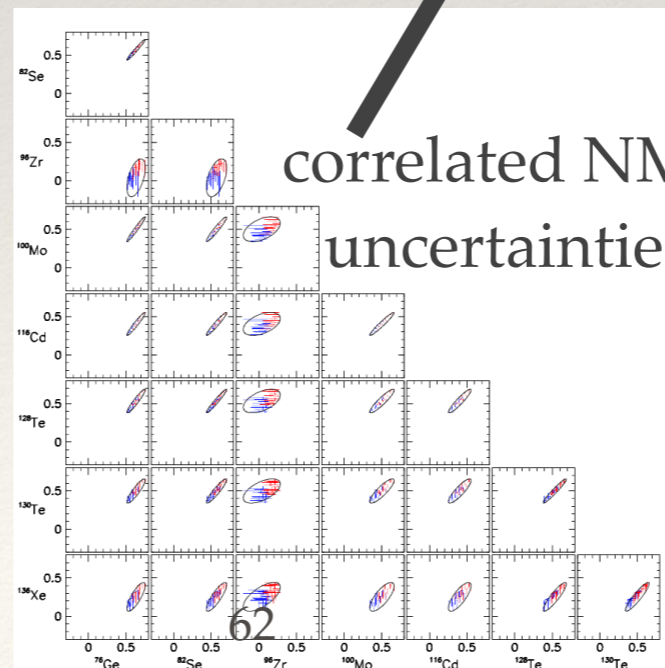 correlated NM
uncertaintie
⁸²Se 0.5 0
⁹⁶Zr 0.5 0
¹⁰⁰Mo 0.5 0
¹¹⁶Cd 0.5 0
¹²⁸Te 0.5 0
¹³⁰Te 0.5 0
¹³⁶Xe 0.5 0
0 0.5 0 0.5 0 0.5 0 0.5 0 0.5 0 0.5 0 0.5
⁷⁶Ge ⁸²Se ⁹⁶Zr ¹⁰⁰Mo ¹¹⁶Cd ¹²⁸Te ¹³⁰Te
62